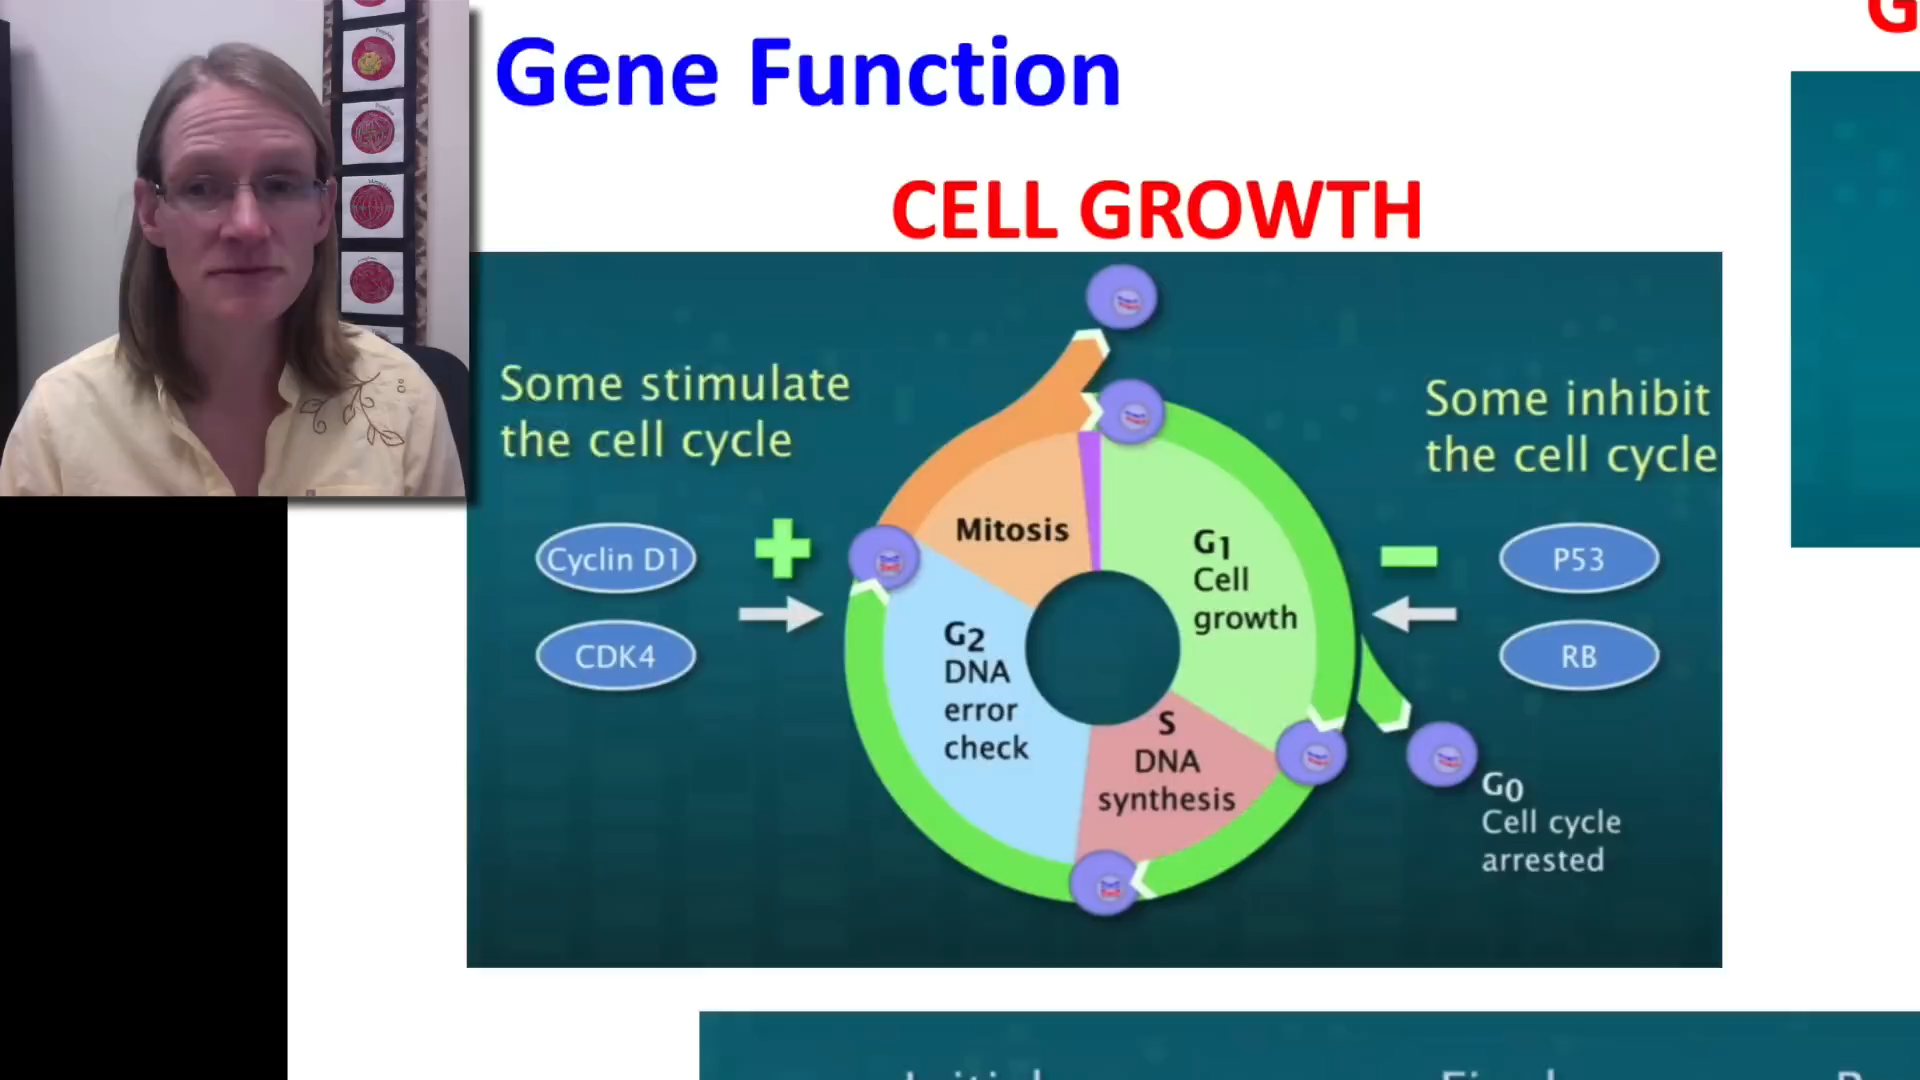 Gene Function
CELL GROWTH
Some stimulate
the cell cycle
Some inhibit
the cell cycle
Cyclin D1
CDK4
P53
RB
Mitosis
G1
Cell
growth
G2
DNA
error
check
S
DNA
synthesis
G0
Cell cycle
arrested